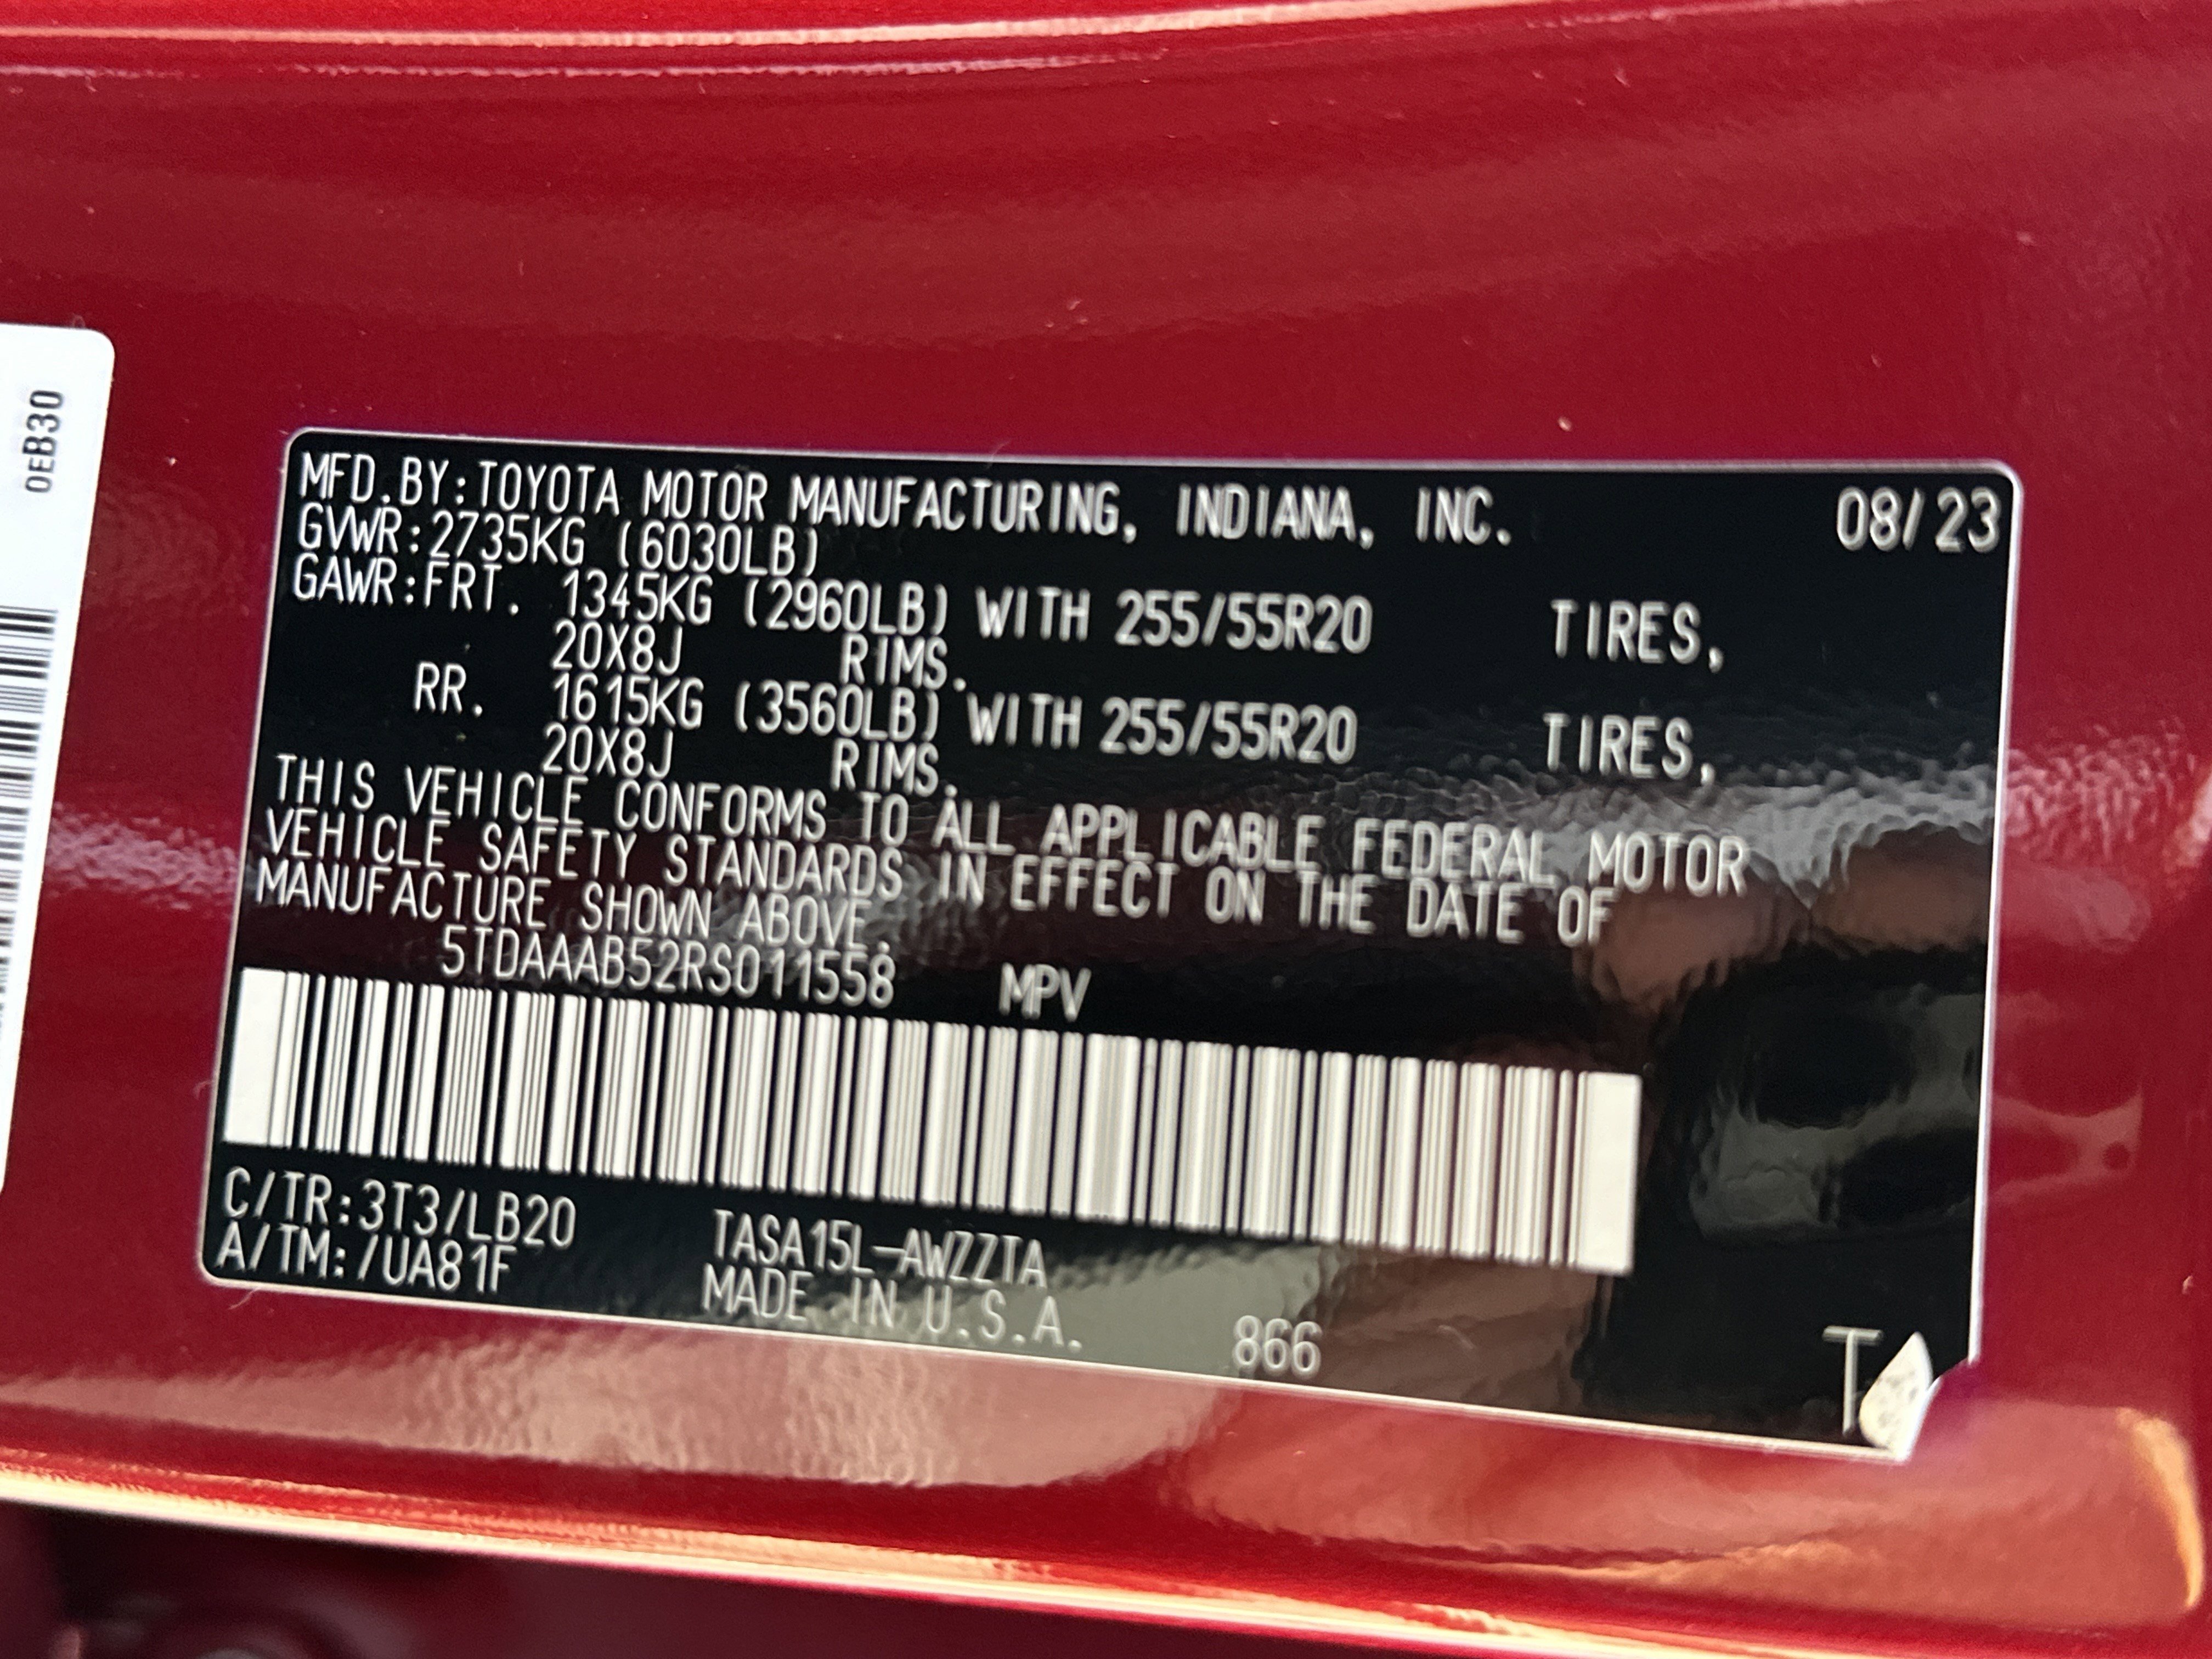 0EB30
MFD.BY:TOYOTA MOTOR MANUFACTURING, INDIANA, INC. 08/23
GVWR:2735KG (6030LB)
GAWR:FRT. 1345KG (2960LB) WITH 255/55R20 TIRES,
20X8J RIMS.
RR. 1615KG (3560LB) WITH 255/55R20 TIRES,
20X8J RIMS.
THIS VEHICLE CONFORMS TO ALL APPLICABLE FEDERAL MOTOR
VEHICLE SAFETY STANDARDS IN EFFECT ON THE DATE OF
MANUFACTURE SHOWN ABOVE.
5TDAAAB52RS011558 MPV
C/TR:3T3/LB20 TASA15L-AWZZTA
A/TM:/UA81F MADE IN U.S.A. 866
T